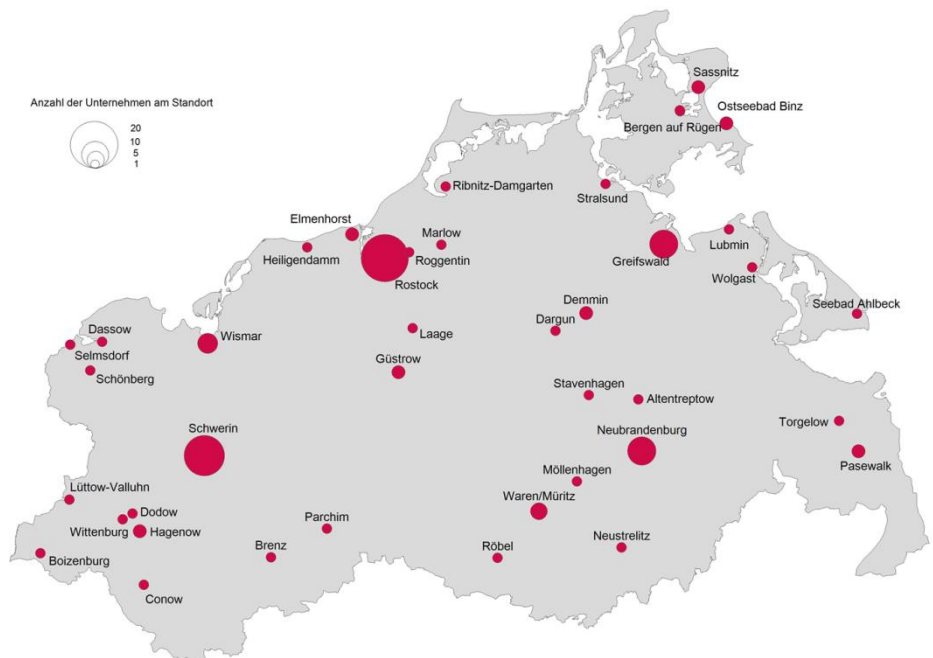 Sassnitz
Anzahl der Unternehmen am Standort
Ostseebad Binz
20
10
5
1
Bergen auf Rügen
Ribnitz-Damgarten
Stralsund
Elmenhorst
Marlow
Lubmin
Heiligendamm
Roggentin
Greifswald
Wolgast
Rostock
Demmin
Seebad Ahlbeck
Dargun
Dassow
Wismar
Laage
Selmsdorf
Güstrow
Schönberg
Stavenhagen
Altentreptow
Torgelow
Schwerin
Neubrandenburg
Pasewalk
Möllenhagen
Lüttow-Valluhn
Waren/Müritz
Dodow
Parchim
Wittenburg
Hagenow
Brenz
Röbel
Neustrelitz
Boizenburg
Conow